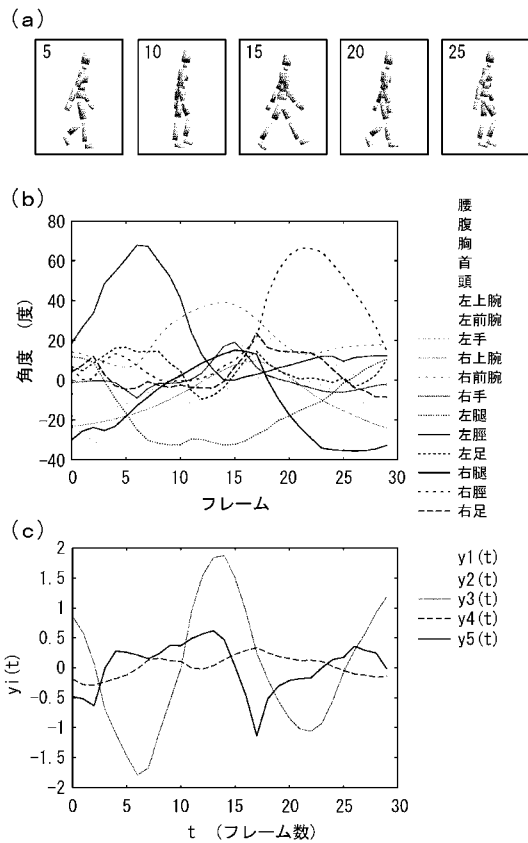 (a)
5 10 15 20 25
(b)
80
60
40
20
0
-20
-40
角度 (度)
0 5 10 15 20 25 30
フレーム
腰
腹
胸
首
頭
左上腕
左前腕
左手
右上腕
右前腕
右手
左腿
左脛
左足
右腿
右脛
右足
(c)
2
1.5
1
0.5
0
-0.5
-1
-1.5
-2
yi(t)
0 5 10 15 20 25 30
t (フレーム数)
y1(t)
y2(t)
y3(t)
y4(t)
y5(t)